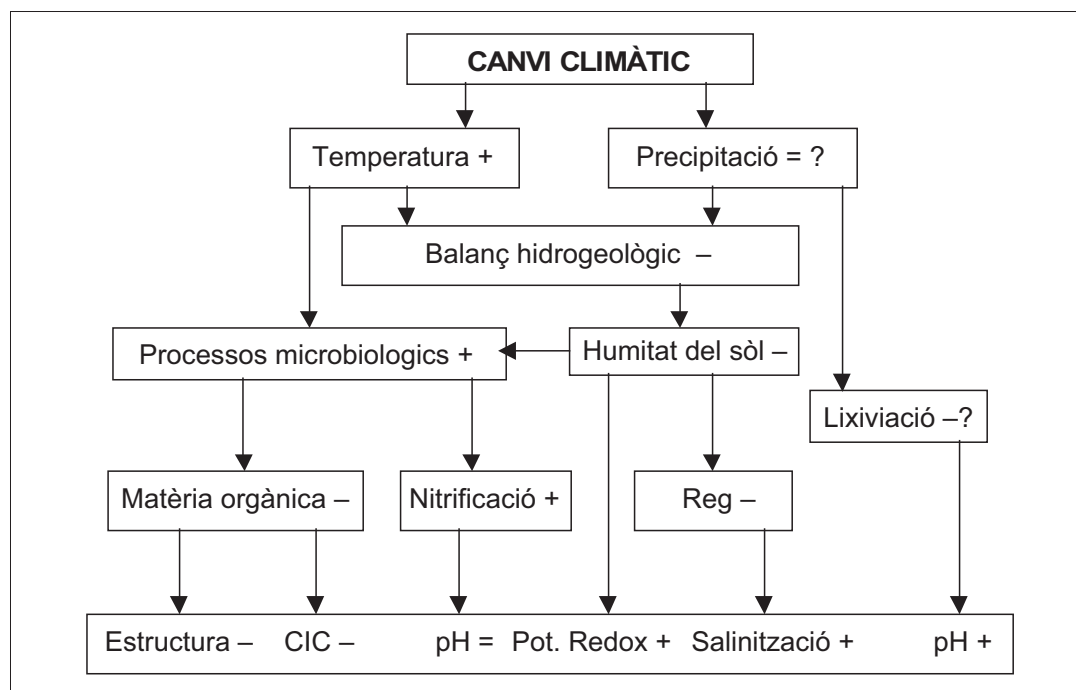 CANVI CLIMÀTIC
Temperatura +
Precipitació = ?
Balanç hidrogeològic –
Processos microbiologics +
Humitat del sòl –
Lixiviació –?
Matèria orgànica –
Nitrificació +
Reg –
Estructura – CIC – pH = Pot. Redox + Salinització + pH +